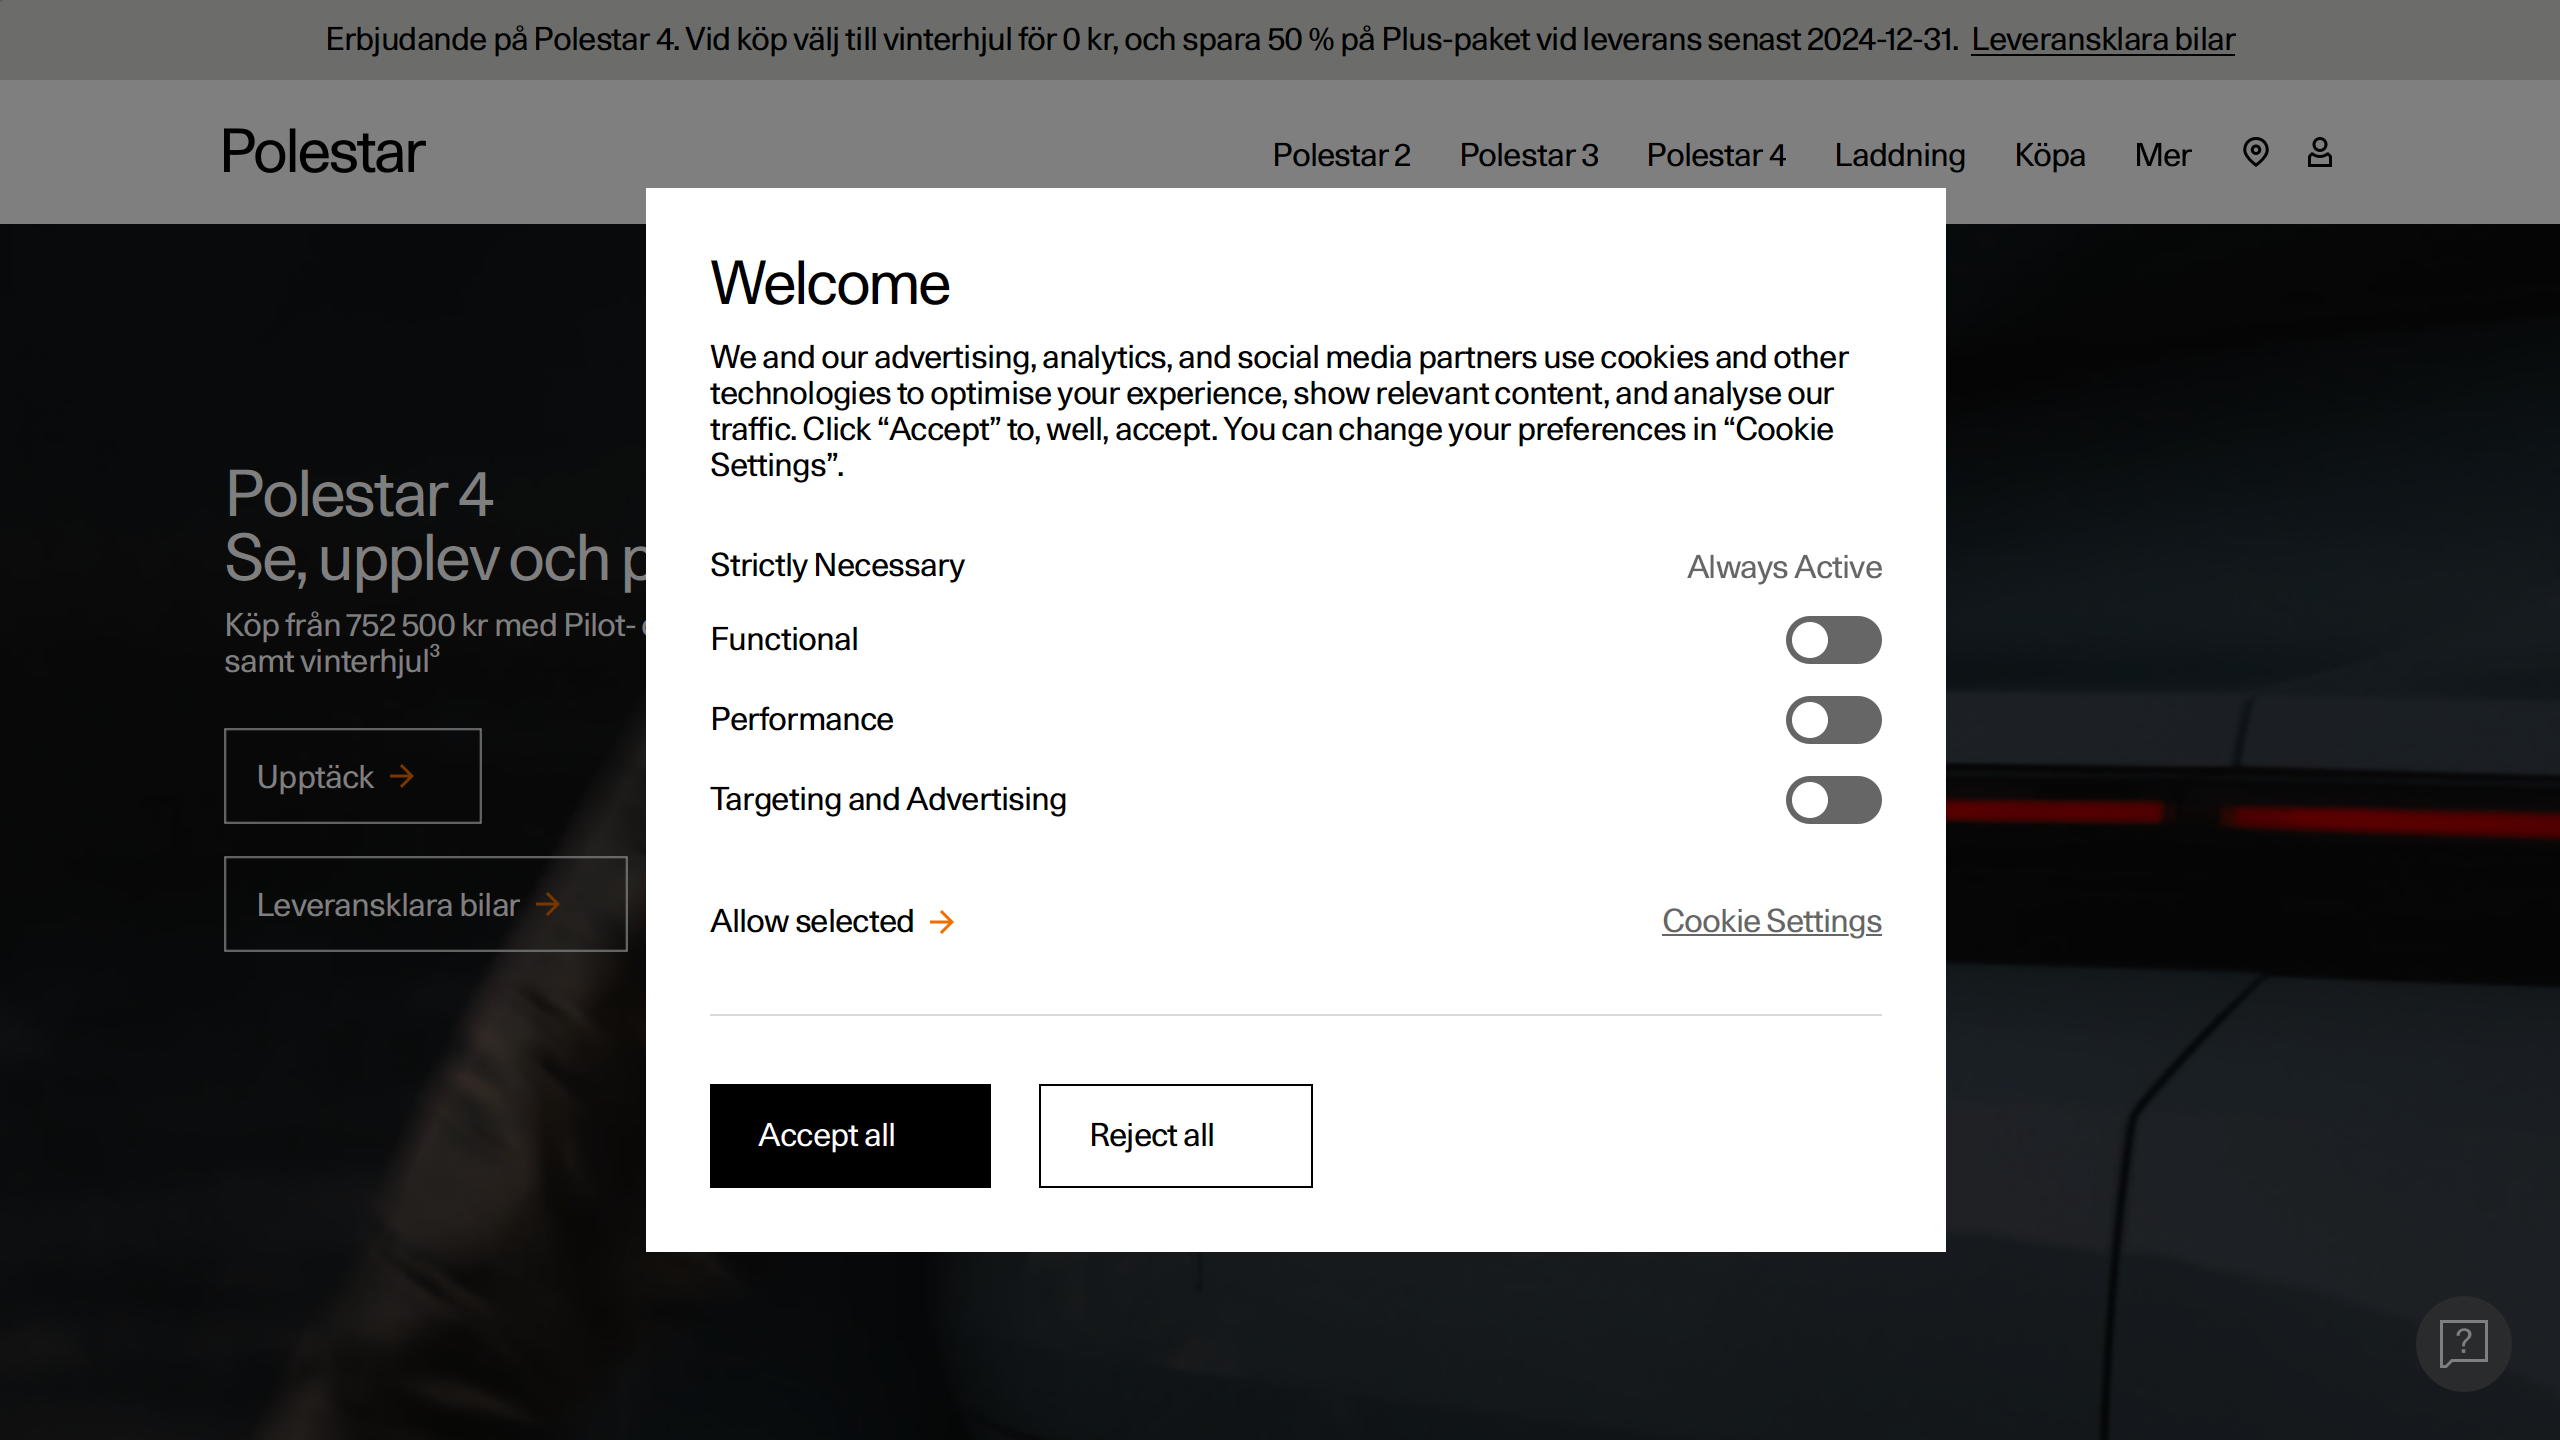 Erbjudande på Polestar 4. Vid köp välj till vinterhjul för 0 kr, och spara 50 % på Plus-paket vid leverans senast 2024-12-31. Leveransklara bilar
Polestar
Polestar 2 Polestar 3 Polestar 4 Laddning Köpa Mer
Welcome
We and our advertising, analytics, and social media partners use cookies and other
technologies to optimise your experience, show relevant content, and analyse our
traffic. Click “Accept” to, well, accept. You can change your preferences in “Cookie
Settings”.
Strictly Necessary Always Active
Functional
Performance
Targeting and Advertising
Allow selected Cookie Settings
Accept all Reject all
Polestar 4
Se, upplev och
Köp från 752 500 kr med Pilot-
samt vinterhjul³
Upptäck
Leveransklara bilar
?